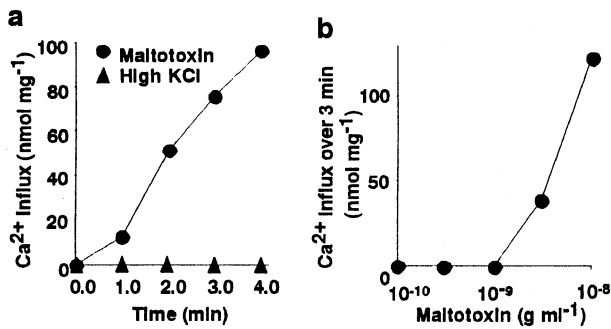 a
Ca2+ Influx (nmol mg-1)
100
80
60
40
20
0
Maltotoxin
High KCl
0.0 1.0 2.0 3.0 4.0
Time (min)
b
Ca2+ Influx over 3 min
(nmol mg-1)
100
50
0
10-10 10-9 10-8
Maltotoxin (g ml-1)